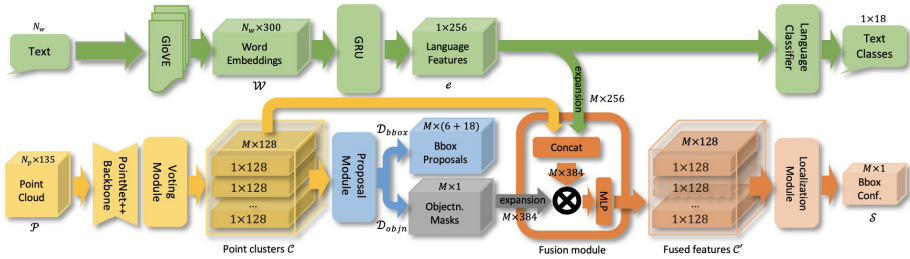 N_w
Text
GloVE
N_w×300
Word
Embeddings
𝒲
GRU
1×256
Language
Features
e
expansion
M×256
Language
Classifier
1×18
Text
Classes
N_p×135
Point
Cloud
𝒫
PointNet++
Backbone
Voting
Module
M×128
1×128
1×128
...
1×128
Point clusters 𝒞
Proposal
Module
𝒟_bbox
𝒟_objn
M×(6 + 18)
Bbox
Proposals
M×1
Objectn.
Masks
expansion
M×384
Concat
M×384
MLP
Fusion module
M×128
1×128
1×128
...
1×128
Fused features 𝒞′
Localization
Module
M×1
Bbox
Conf.
𝒮